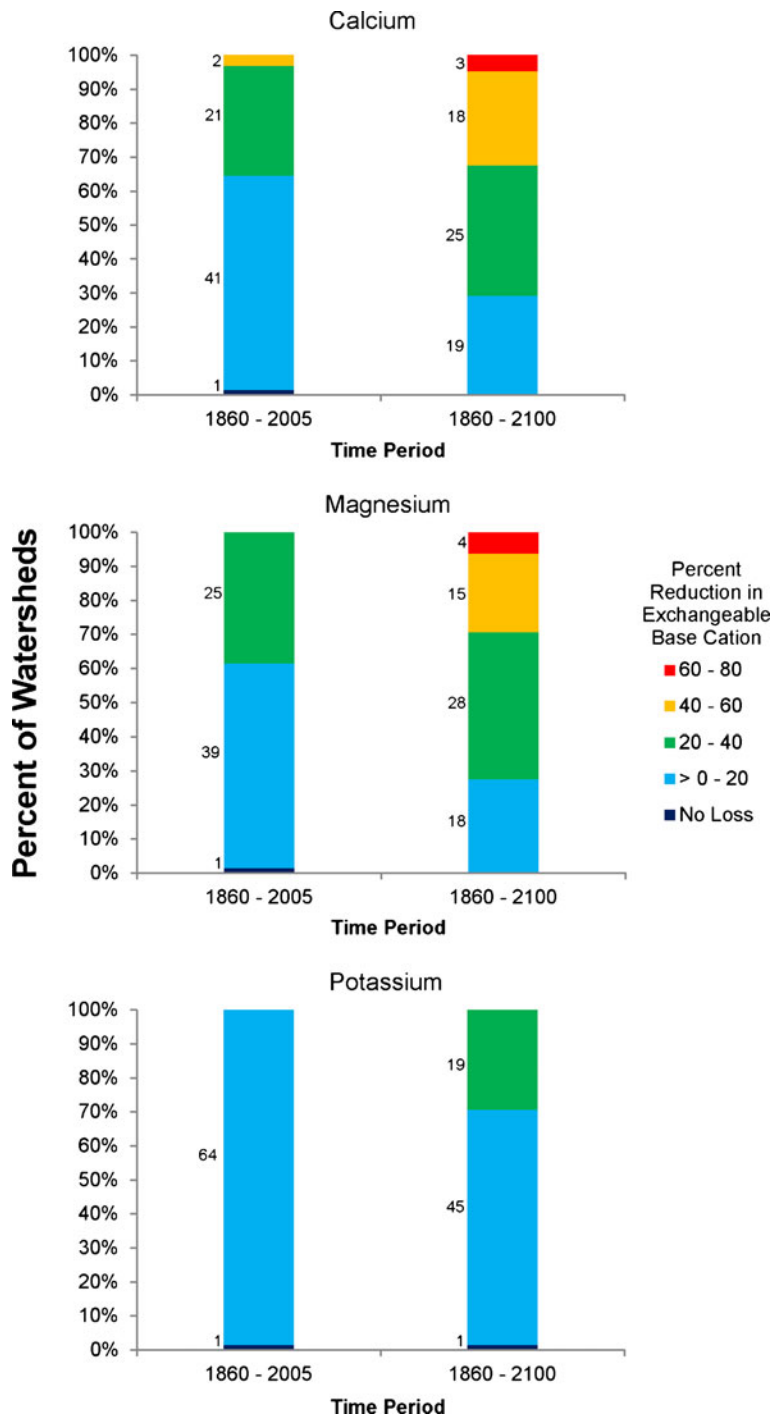 Calcium
100%
90%
80%
70%
60%
50%
40%
30%
20%
10%
0%
2
21
41
1
3
18
25
19
1860 - 2005
1860 - 2100
Time Period
Percent of Watersheds
Magnesium
100%
90%
80%
70%
60%
50%
40%
30%
20%
10%
0%
25
39
1
4
15
28
18
1860 - 2005
1860 - 2100
Time Period
Percent
Reduction in
Exchangeable
Base Cation
60 - 80
40 - 60
20 - 40
> 0 - 20
No Loss
Potassium
100%
90%
80%
70%
60%
50%
40%
30%
20%
10%
0%
64
1
19
45
1
1860 - 2005
1860 - 2100
Time Period